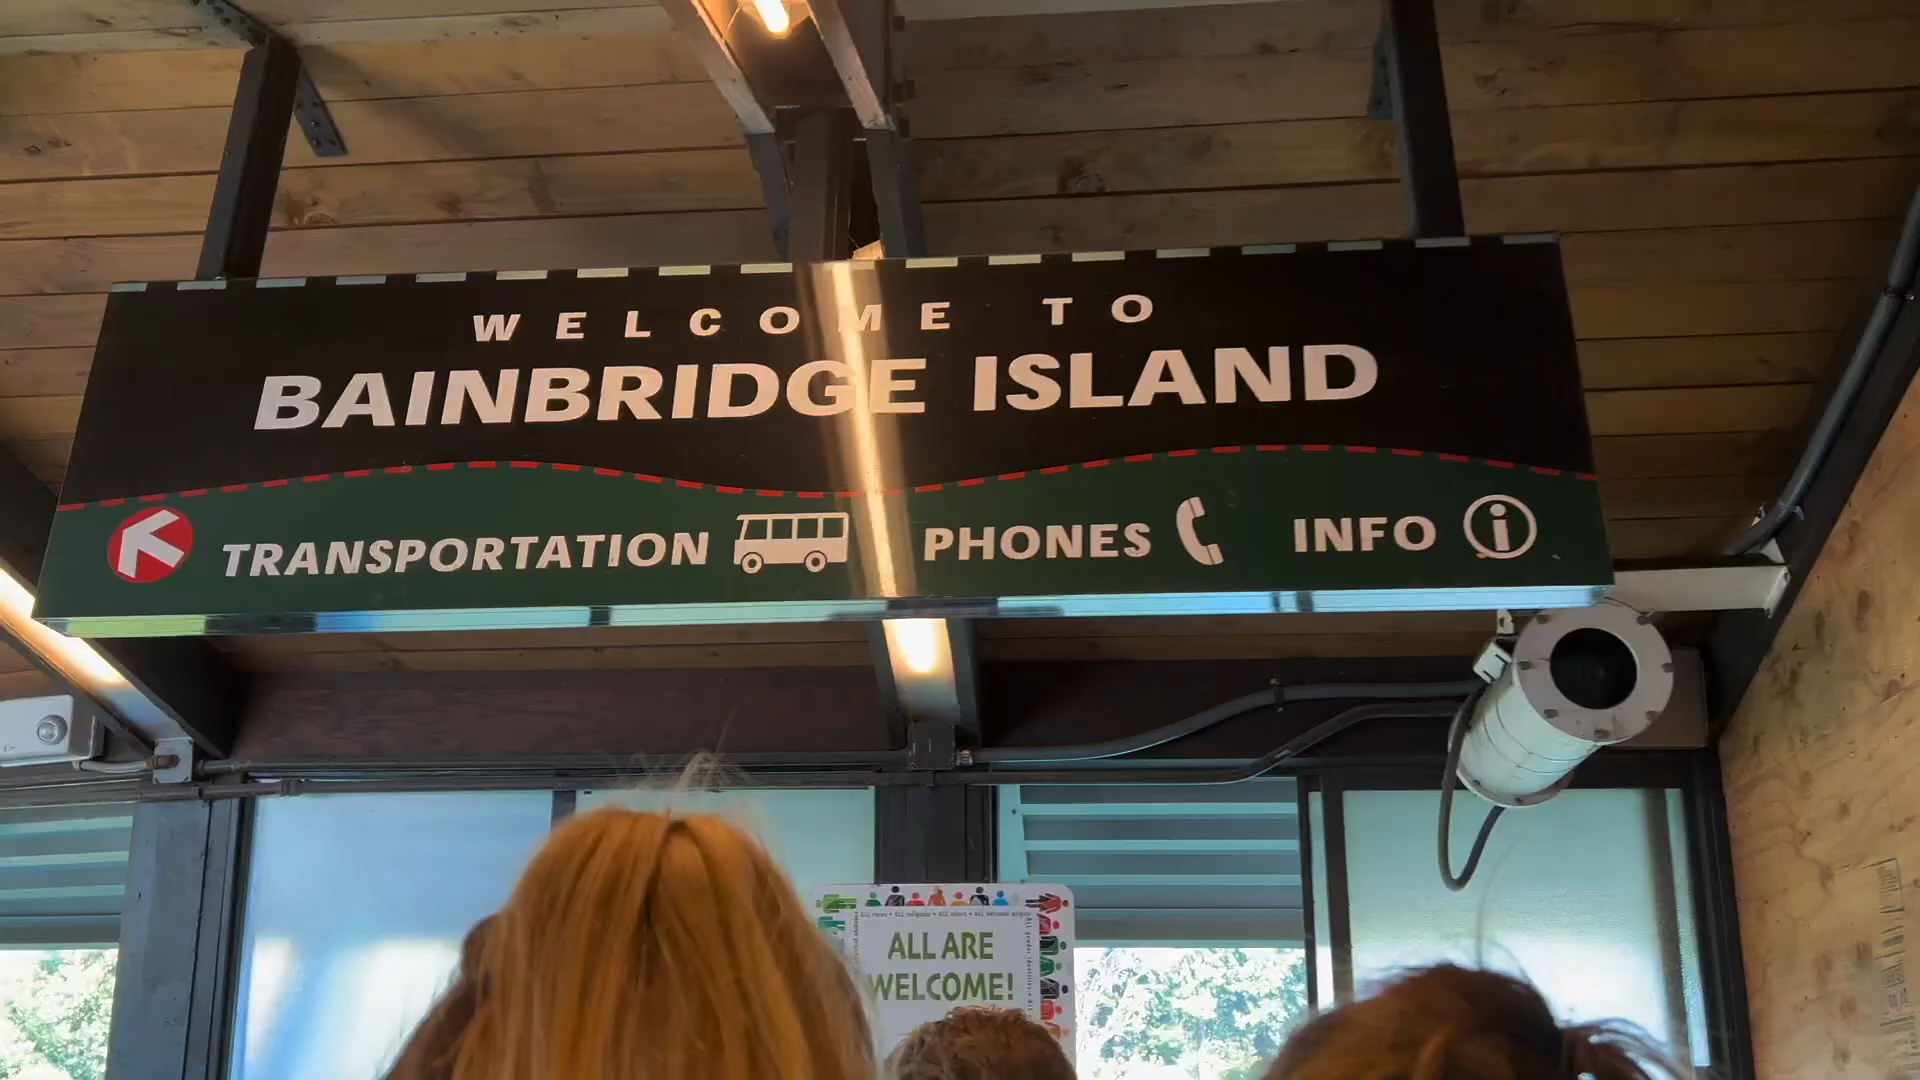 WELCOME TO
BAINBRIDGE ISLAND
TRANSPORTATION PHONES INFO
ALL ARE
WELCOME!